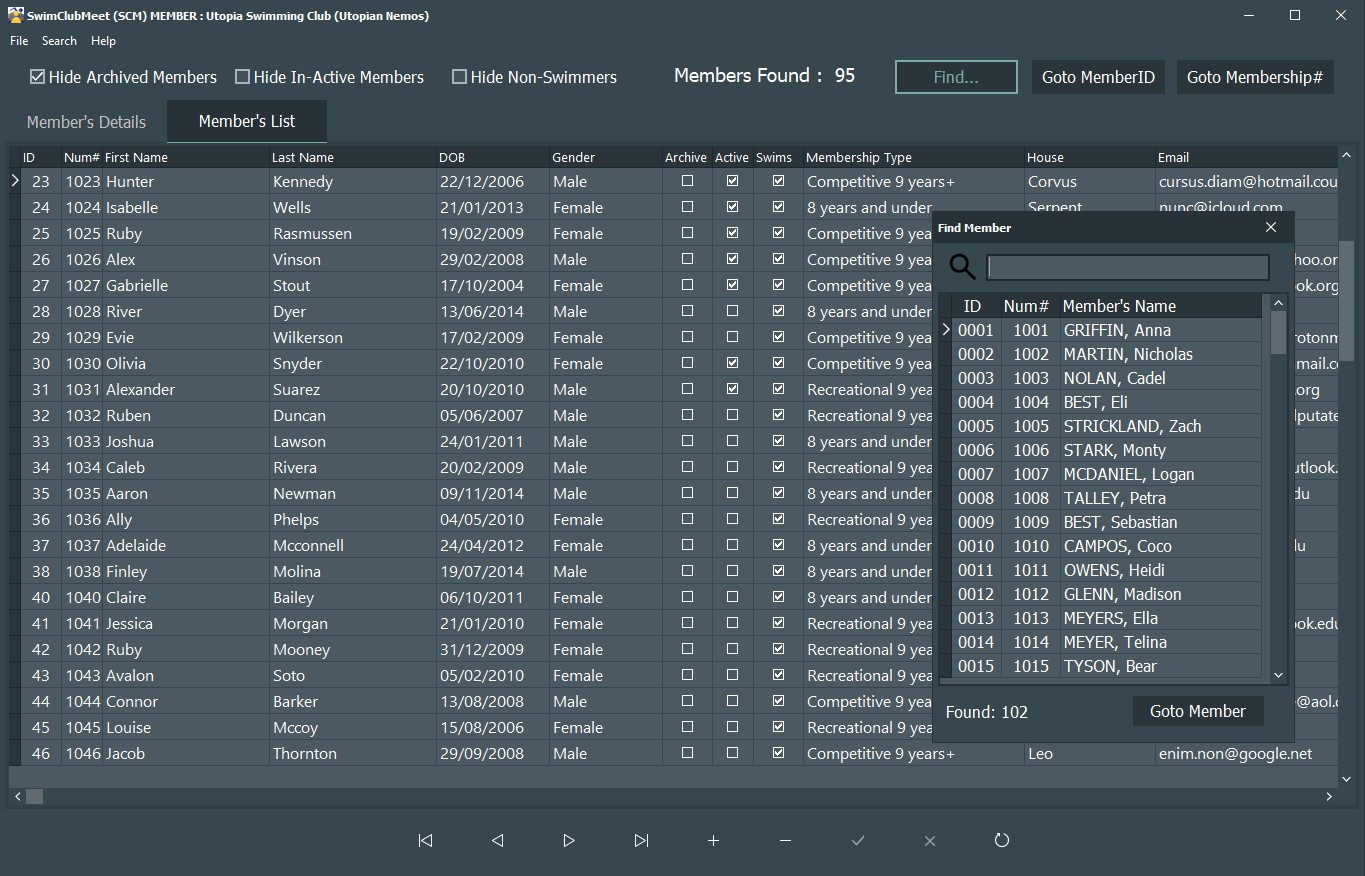 SwimClubMeet (SCM) MEMBER : Utopia Swimming Club (Utopian Nemos)
File Search Help
Hide Archived Members Hide In-Active Members Hide Non-Swimmers Members Found : 95 Find... Goto MemberID Goto Membership#
Member's Details Member's List
ID Num# First Name Last Name DOB Gender Archive Active Swims Membership Type House Email
23 1023 Hunter Kennedy 22/12/2006 Male Competitive 9 years+ Corvus cursus.diam@hotmail.cou
24 1024 Isabelle Wells 21/01/2013 Female 8 years and under Serpent nunc@icloud.com
25 1025 Ruby Rasmussen 19/02/2009 Female Competitive 9 yea
26 1026 Alex Vinson 29/02/2008 Male Competitive 9 yea hoo.or
27 1027 Gabrielle Stout 17/10/2004 Female Competitive 9 yea ok.org
28 1028 River Dyer 13/06/2014 Male 8 years and under
29 1029 Evie Wilkerson 17/02/2009 Female Competitive 9 yea rotonm
30 1030 Olivia Snyder 22/10/2010 Female Competitive 9 yea mail.co
31 1031 Alexander Suarez 20/10/2010 Male Recreational 9 yea .org
32 1032 Ruben Duncan 05/06/2007 Male Recreational 9 yea lputate
33 1033 Joshua Lawson 24/01/2011 Male 8 years and under
34 1034 Caleb Rivera 20/02/2009 Male Recreational 9 yea utlook.
35 1035 Aaron Newman 09/11/2014 Male 8 years and under du
36 1036 Ally Phelps 04/05/2010 Female Recreational 9 yea
37 1037 Adelaide Mcconnell 24/04/2012 Female 8 years and under lu
38 1038 Finley Molina 19/07/2014 Male 8 years and under
40 1040 Claire Bailey 06/10/2011 Female 8 years and under
41 1041 Jessica Morgan 21/01/2010 Female Recreational 9 yea ok.edu
42 1042 Ruby Mooney 31/12/2009 Female Recreational 9 yea
43 1043 Avalon Soto 05/02/2010 Female Recreational 9 yea
44 1044 Connor Barker 13/08/2008 Male Competitive 9 yea e@aol.c
45 1045 Louise Mccoy 15/08/2006 Female Recreational 9 yea
46 1046 Jacob Thornton 29/09/2008 Male Competitive 9 years+ Leo enim.non@google.net
Find Member
ID Num# Member's Name
0001 1001 GRIFFIN, Anna
0002 1002 MARTIN, Nicholas
0003 1003 NOLAN, Cadel
0004 1004 BEST, Eli
0005 1005 STRICKLAND, Zach
0006 1006 STARK, Monty
0007 1007 MCDANIEL, Logan
0008 1008 TALLEY, Petra
0009 1009 BEST, Sebastian
0010 1010 CAMPOS, Coco
0011 1011 OWENS, Heidi
0012 1012 GLENN, Madison
0013 1013 MEYERS, Ella
0014 1014 MEYER, Telina
0015 1015 TYSON, Bear
Found: 102 Goto Member